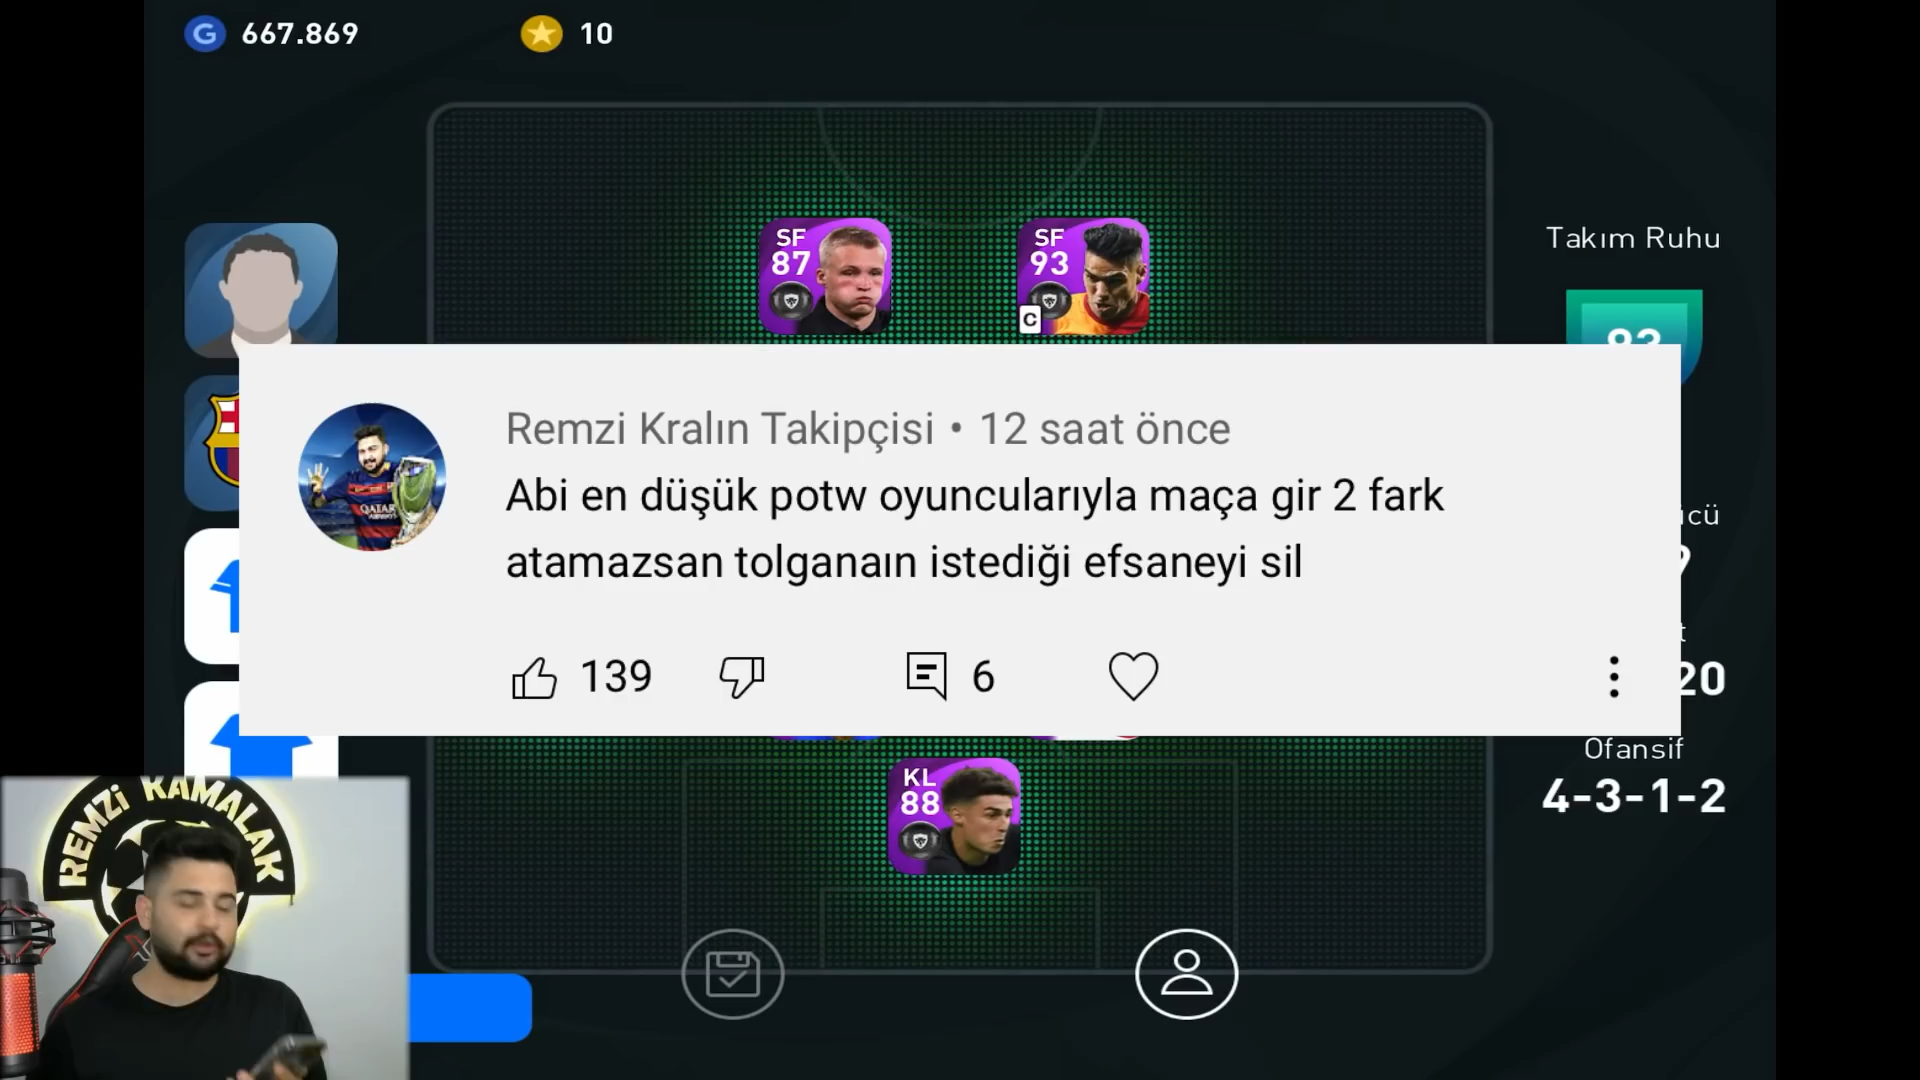 667.869
10
SF
87
SF
93
C
Takım Ruhu
Remzi Kralın Takipçisi • 12 saat önce
Abi en düşük potw oyuncularıyla maça gir 2 fark
atamazsan tolganaın istediği efsaneyi sil
139
6
20
Ofansif
4-3-1-2
KL
88
REMZi KAMALAK
QATAR